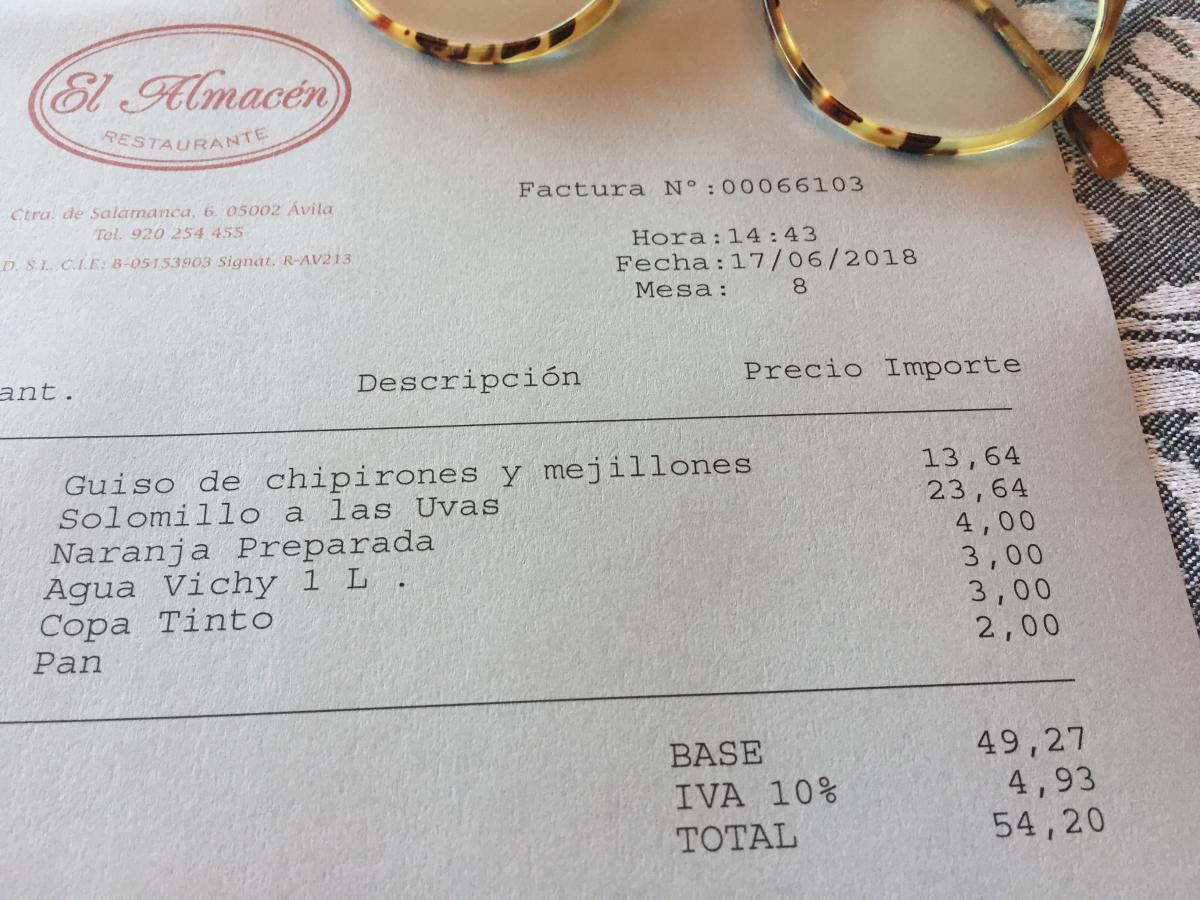 El Almacén
RESTAURANTE
Ctra. de Salamanca, 6. 05002 Ávila
Tel. 920 254 455
D. S.L. C.I.F.: B-05153903 Signat. R-AV213
Factura Nº:00066103
Hora:14:43
Fecha:17/06/2018
Mesa: 8
ant. Descripción Precio Importe
Guiso de chipirones y mejillones 13,64
Solomillo a las Uvas 23,64
Naranja Preparada 4,00
Agua Vichy 1 L . 3,00
Copa Tinto 3,00
Pan 2,00
BASE 49,27
IVA 10% 4,93
TOTAL 54,20